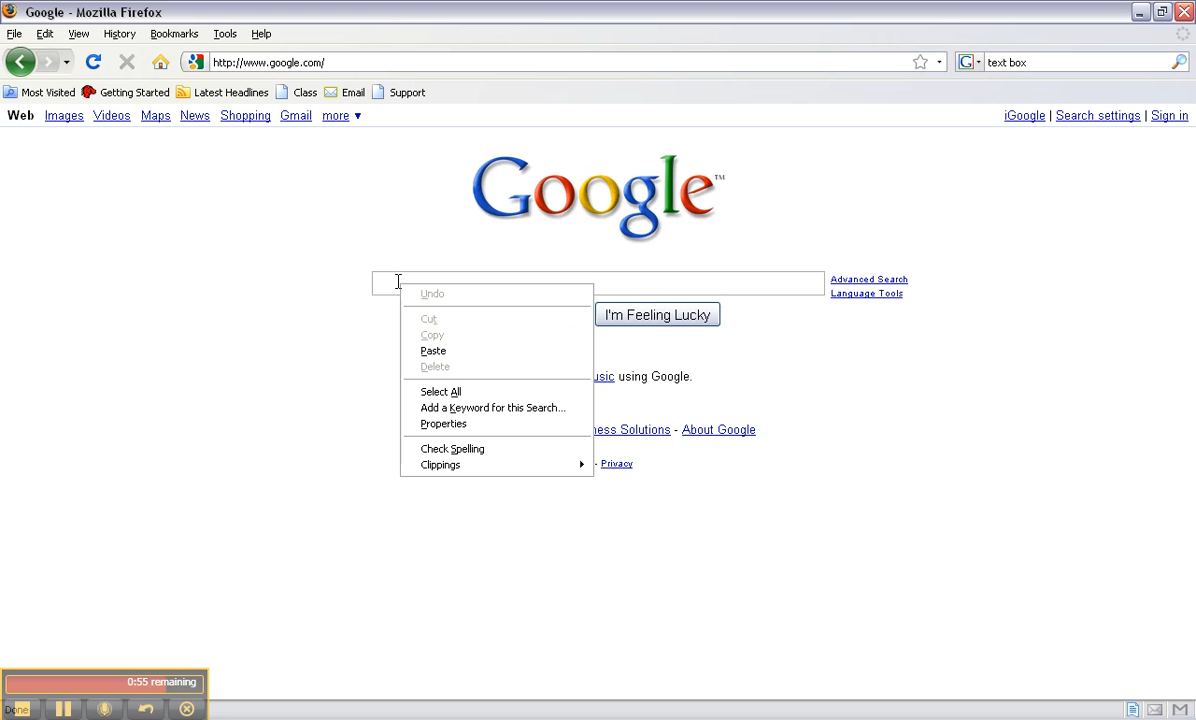 Google - Mozilla Firefox
File Edit View History Bookmarks Tools Help
http://www.google.com/ G text box
Most Visited Getting Started Latest Headlines Class Email Support
Web Images Videos Maps News Shopping Gmail more ▼ iGoogle | Search settings | Sign in
Google™
Advanced Search
Language Tools
Undo
I'm Feeling Lucky
Cut
Copy
Paste
Delete
usic using Google.
Select All
Add a Keyword for this Search...
Properties
ness Solutions - About Google
Check Spelling
Clippings
- Privacy
0:55 remaining
Done